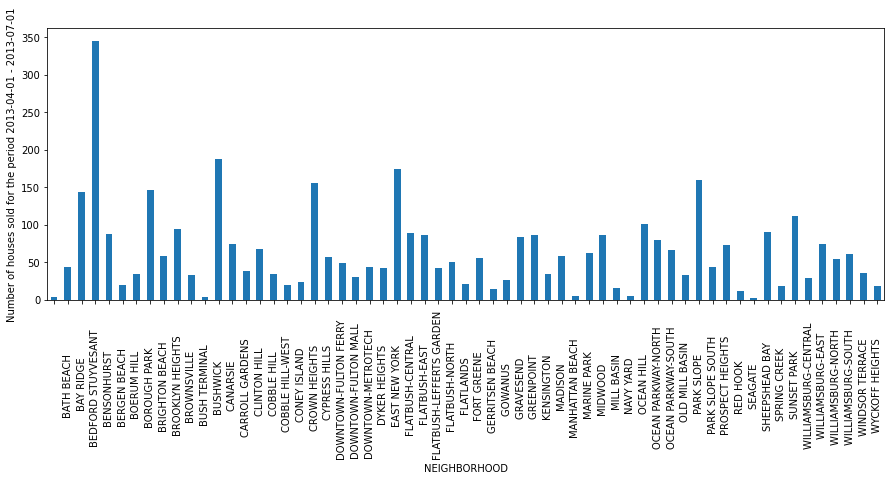 Number of houses sold for the period 2013-04-01 - 2013-07-01
350
300
250
200
150
100
50
0
BATH BEACH
BAY RIDGE
BEDFORD STUYVESANT
BENSONHURST
BERGEN BEACH
BOERUM HILL
BOROUGH PARK
BRIGHTON BEACH
BROOKLYN HEIGHTS
BROWNSVILLE
BUSH TERMINAL
BUSHWICK
CANARSIE
CARROLL GARDENS
CLINTON HILL
COBBLE HILL
COBBLE HILL-WEST
CONEY ISLAND
CROWN HEIGHTS
CYPRESS HILLS
DOWNTOWN-FULTON FERRY
DOWNTOWN-FULTON MALL
DOWNTOWN-METROTECH
DYKER HEIGHTS
EAST NEW YORK
FLATBUSH-CENTRAL
FLATBUSH-EAST
FLATBUSH-LEFFERTS GARDEN
FLATBUSH-NORTH
FLATLANDS
FORT GREENE
GERRITSEN BEACH
GOWANUS
GRAVESEND
GREENPOINT
KENSINGTON
MADISON
MANHATTAN BEACH
MARINE PARK
MIDWOOD
MILL BASIN
NAVY YARD
OCEAN HILL
OCEAN PARKWAY-NORTH
OCEAN PARKWAY-SOUTH
OLD MILL BASIN
PARK SLOPE
PARK SLOPE SOUTH
PROSPECT HEIGHTS
RED HOOK
SEAGATE
SHEEPSHEAD BAY
SPRING CREEK
SUNSET PARK
WILLIAMSBURG-CENTRAL
WILLIAMSBURG-EAST
WILLIAMSBURG-NORTH
WILLIAMSBURG-SOUTH
WINDSOR TERRACE
WYCKOFF HEIGHTS
NEIGHBORHOOD